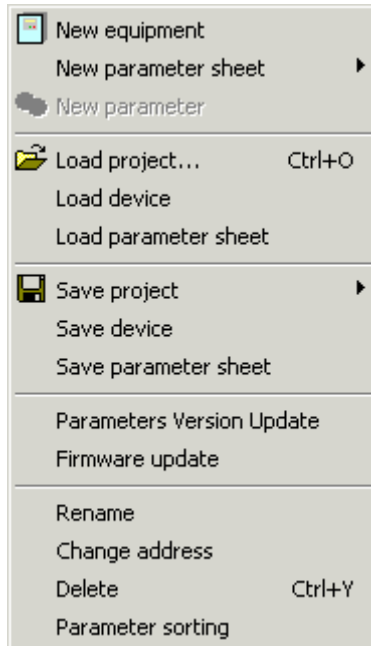 New equipment
New parameter sheet
New parameter
Load project... Ctrl+O
Load device
Load parameter sheet
Save project
Save device
Save parameter sheet
Parameters Version Update
Firmware update
Rename
Change address
Delete Ctrl+Y
Parameter sorting